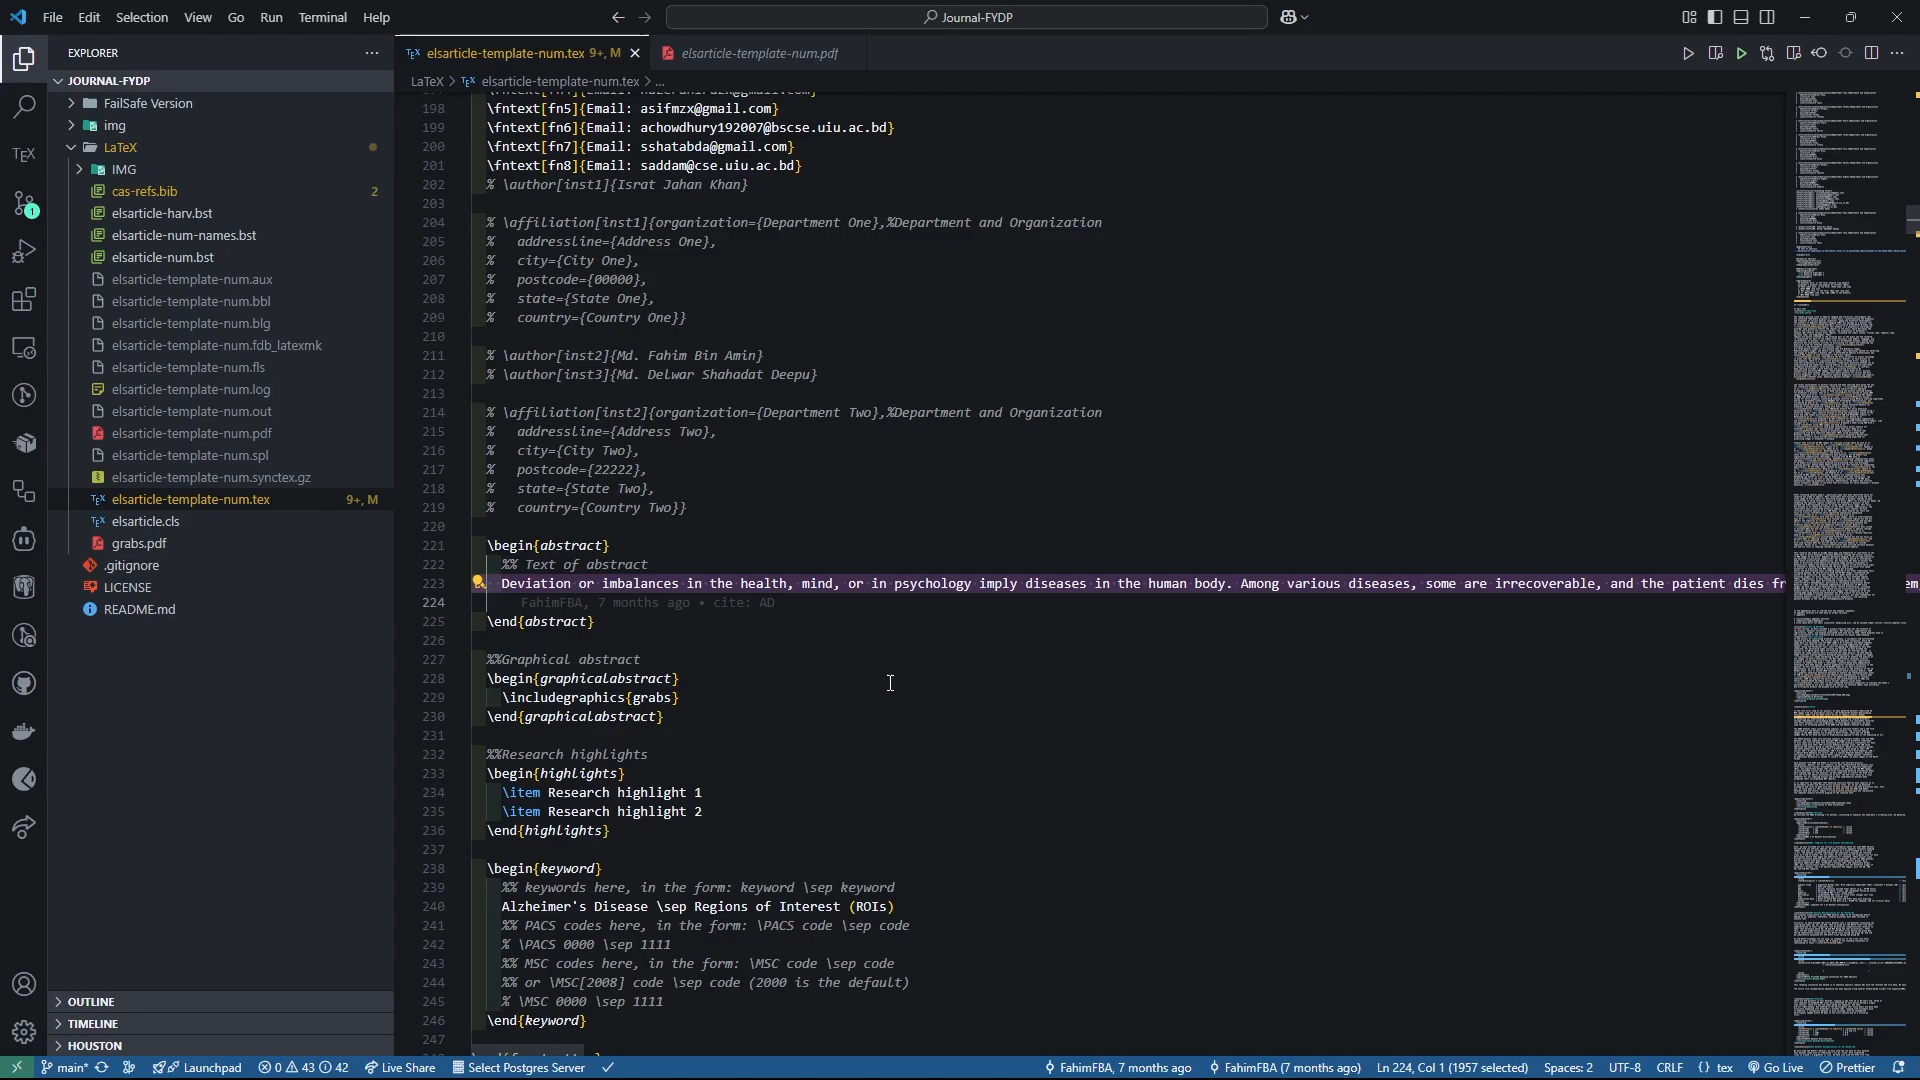 File Edit Selection View Go Run Terminal Help
Journal-FYDP
EXPLORER
JOURNAL-FYDP
FailSafe Version
img
LaTeX
IMG
cas-refs.bib 2
elsarticle-harv.bst
elsarticle-num-names.bst
elsarticle-num.bst
elsarticle-template-num.aux
elsarticle-template-num.bbl
elsarticle-template-num.blg
elsarticle-template-num.fdb_latexmk
elsarticle-template-num.fls
elsarticle-template-num.log
elsarticle-template-num.out
elsarticle-template-num.pdf
elsarticle-template-num.spl
elsarticle-template-num.synctex.gz
elsarticle-template-num.tex 9+, M
elsarticle.cls
grabs.pdf
.gitignore
LICENSE
README.md
OUTLINE
TIMELINE
HOUSTON
elsarticle-template-num.tex 9+, M
elsarticle-template-num.pdf
LaTeX > elsarticle-template-num.tex > ...
198 \fntext[fn5]{Email: asifmzx@gmail.com}
199 \fntext[fn6]{Email: achowdhury192007@bscse.uiu.ac.bd}
200 \fntext[fn7]{Email: sshatabda@gmail.com}
201 \fntext[fn8]{Email: saddam@cse.uiu.ac.bd}
202 % \author[inst1]{Israt Jahan Khan}
203
204 % \affiliation[inst1]{organization={Department One},%Department and Organization
205 %   addressline={Address One},
206 %   city={City One},
207 %   postcode={00000},
208 %   state={State One},
209 %   country={Country One}}
210
211 % \author[inst2]{Md. Fahim Bin Amin}
212 % \author[inst3]{Md. Delwar Shahadat Deepu}
213
214 % \affiliation[inst2]{organization={Department Two},%Department and Organization
215 %   addressline={Address Two},
216 %   city={City Two},
217 %   postcode={22222},
218 %   state={State Two},
219 %   country={Country Two}}
220
221 \begin{abstract}
222 %% Text of abstract
223 Deviation or imbalances in the health, mind, or in psychology imply diseases in the human body. Among various diseases, some are irrecoverable, and the patient dies fr
224 FahimFBA, 7 months ago • cite: AD
225 \end{abstract}
226
227 %%Graphical abstract
228 \begin{graphicalabstract}
229 \includegraphics{grabs}
230 \end{graphicalabstract}
231
232 %%Research highlights
233 \begin{highlights}
234 \item Research highlight 1
235 \item Research highlight 2
236 \end{highlights}
237
238 \begin{keyword}
239 %% keywords here, in the form: keyword \sep keyword
240 Alzheimer's Disease \sep Regions of Interest (ROIs)
241 %% PACS codes here, in the form: \PACS code \sep code
242 % \PACS 0000 \sep 1111
243 %% MSC codes here, in the form: \MSC code \sep code
244 %% or \MSC[2008] code \sep code (2000 is the default)
245 % \MSC 0000 \sep 1111
246 \end{keyword}
247
main* Launchpad 0 43 42 Live Share Select Postgres Server FahimFBA, 7 months ago FahimFBA (7 months ago) Ln 224, Col 1 (1957 selected) Spaces: 2 UTF-8 CRLF {} tex Go Live Prettier